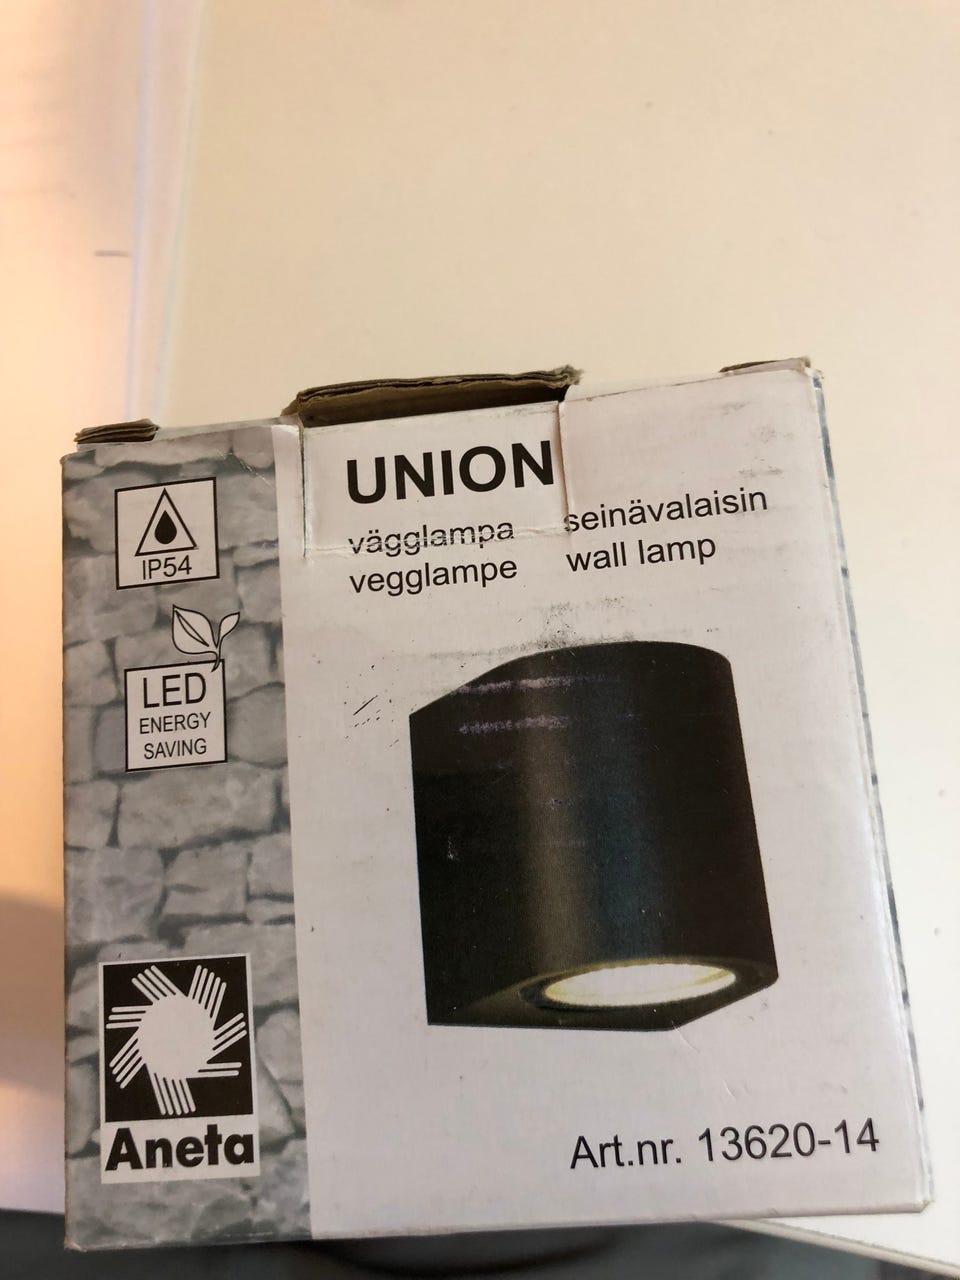 UNION
vägglampa seinävalaisin
vegglampe wall lamp
IP54
LED
ENERGY
SAVING
Aneta
Art.nr. 13620-14